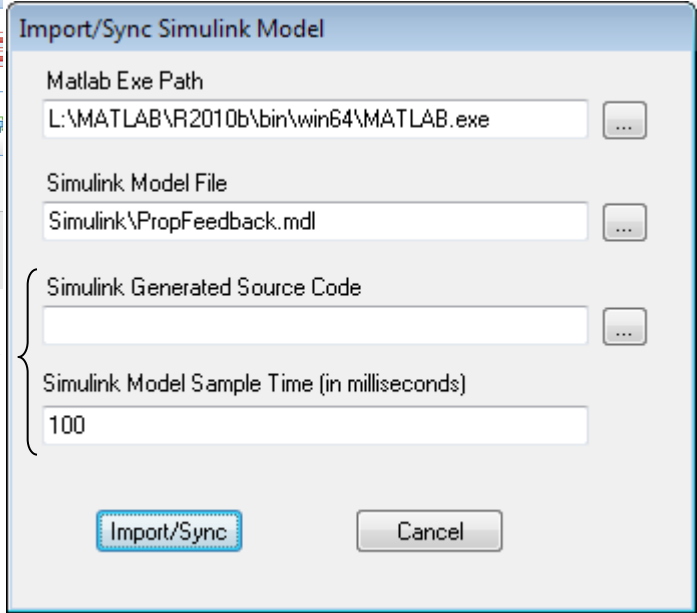 Import/Sync Simulink Model
Matlab Exe Path
L:\MATLAB\R2010b\bin\win64\MATLAB.exe
...
Simulink Model File
Simulink\PropFeedback.mdl
...
Simulink Generated Source Code
...
Simulink Model Sample Time (in milliseconds)
100
Import/Sync
Cancel